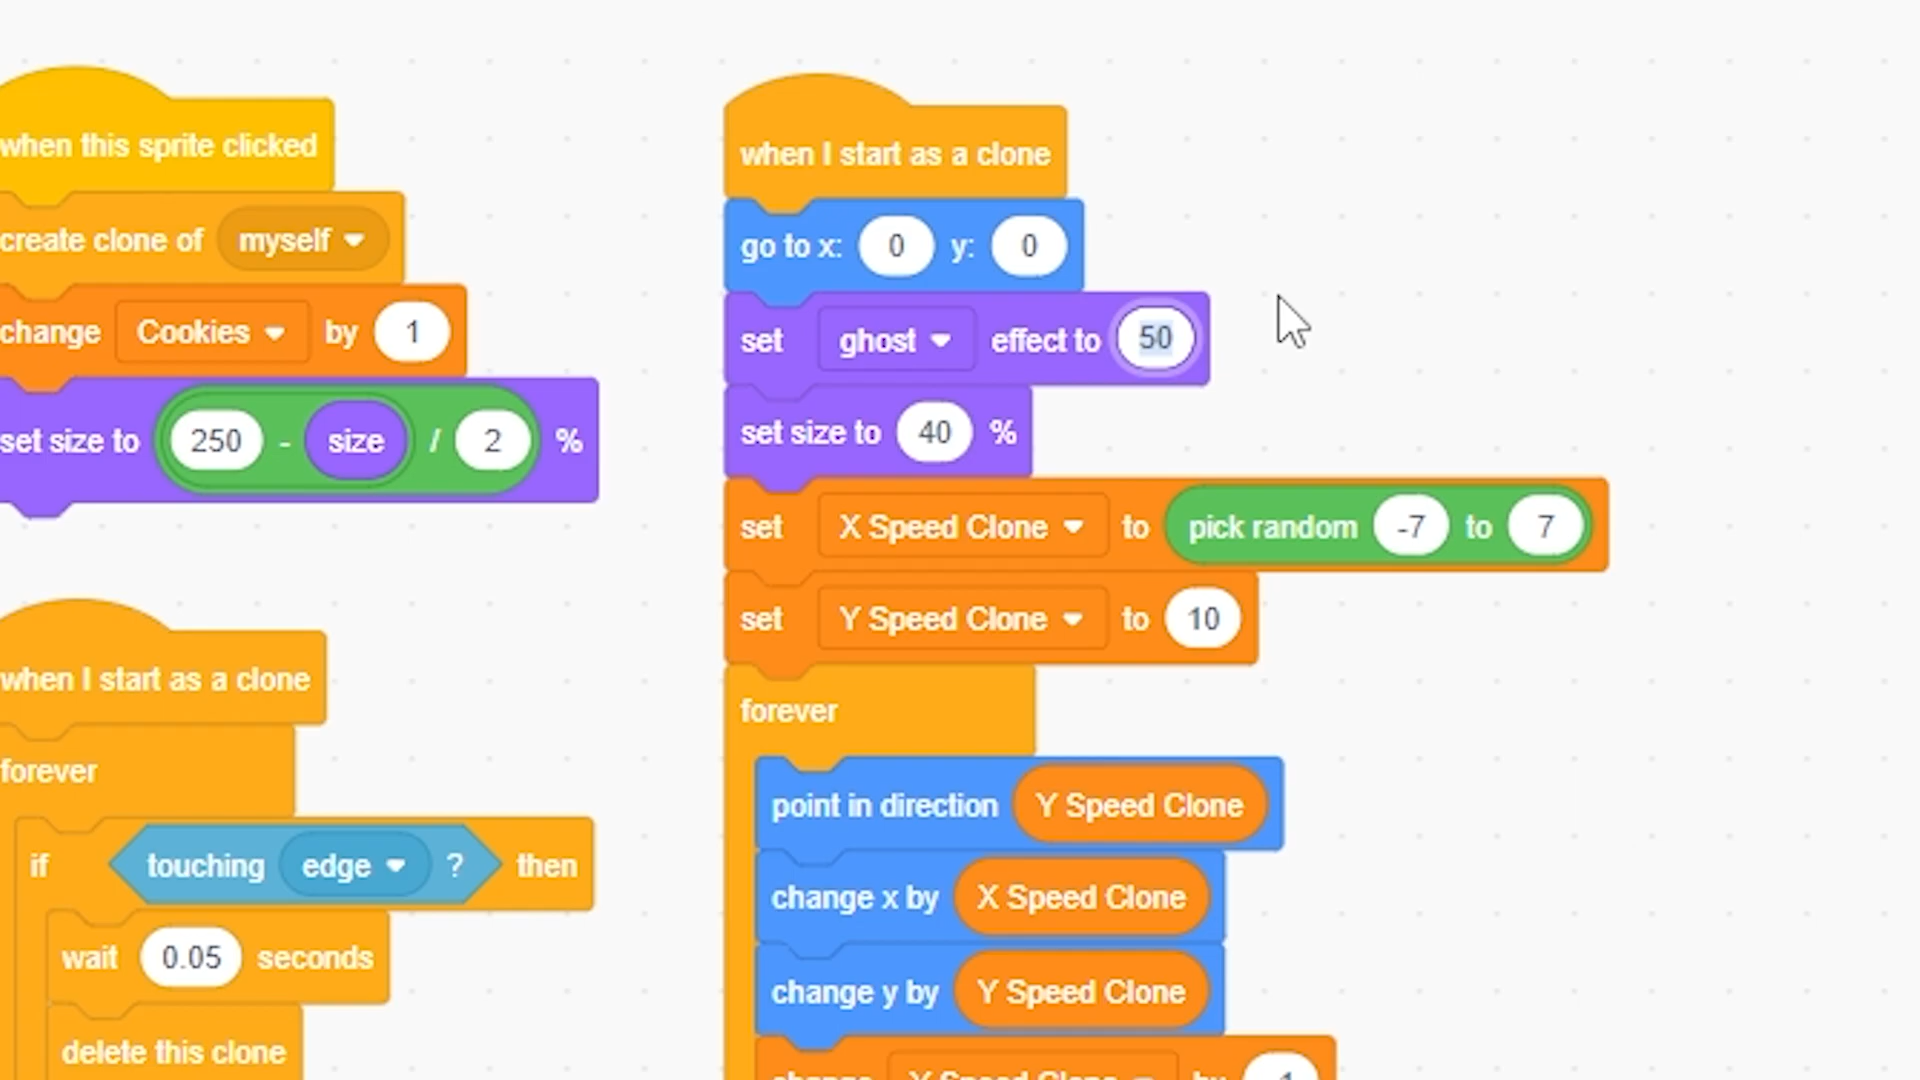 when this sprite clicked
create clone of myself
change Cookies by 1
set size to 250 - size / 2 %
when I start as a clone
forever
if touching edge ? then
wait 0.05 seconds
delete this clone
when I start as a clone
go to x: 0 y: 0
set ghost effect to 50
set size to 40 %
set X Speed Clone to pick random -7 to 7
set Y Speed Clone to 10
forever
point in direction Y Speed Clone
change x by X Speed Clone
change y by Y Speed Clone
change Y Speed Clone by